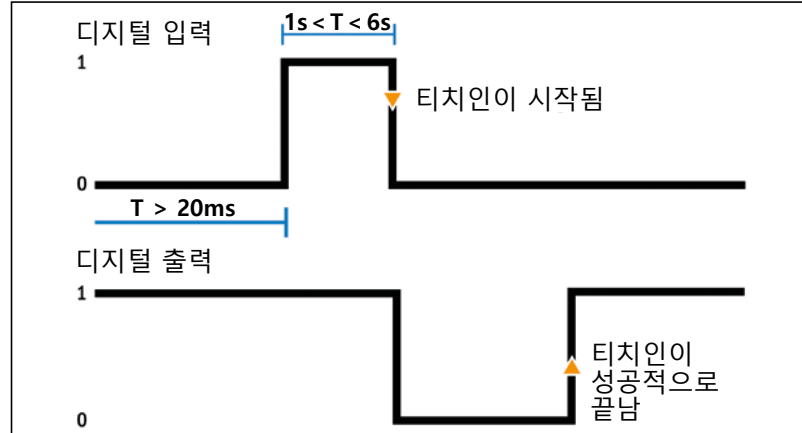 디지털 입력
1s < T < 6s
1
티치인이 시작됨
0
T > 20ms
디지털 출력
1
티치인이
성공적으로
끝남
0